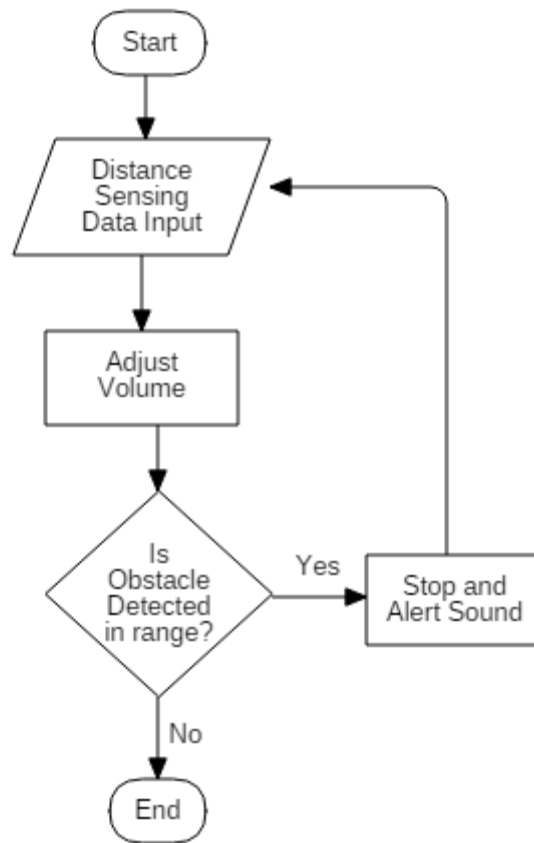 Start
Distance
Sensing
Data Input
Adjust
Volume
Is
Obstacle
Detected
in range?
Yes
Stop and
Alert Sound
No
End